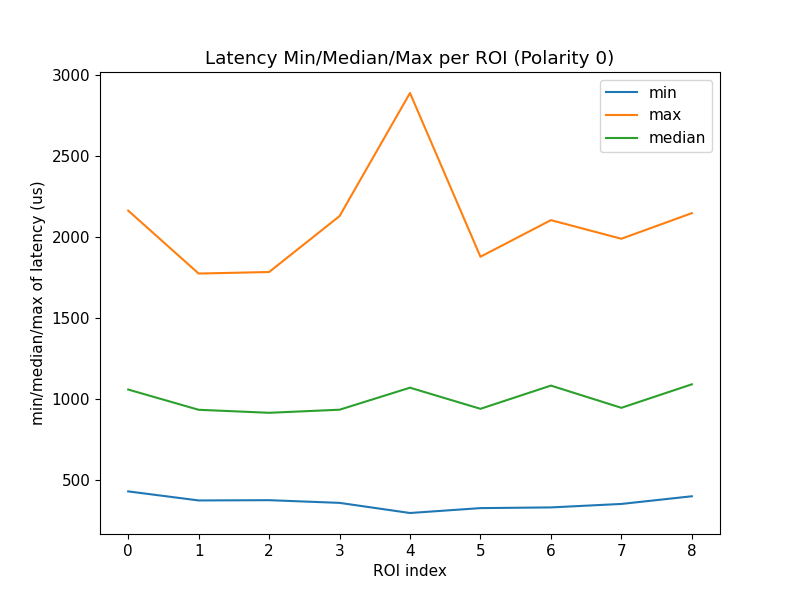 Latency Min/Median/Max per ROI (Polarity 0)
min
max
median
min/median/max of latency (us)
3000
2500
2000
1500
1000
500
0 1 2 3 4 5 6 7 8
ROI index